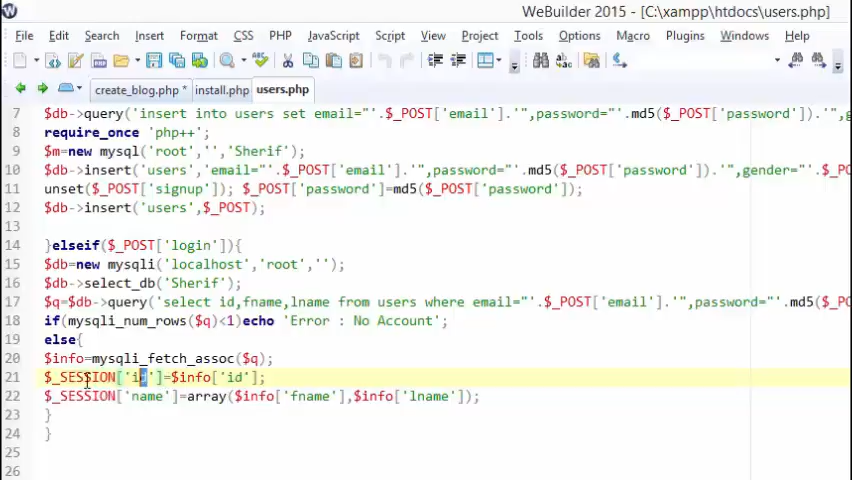 WeBuilder 2015 - [C:\xampp\htdocs\users.php]
File Edit Search View Insert Format CSS PHP JavaScript Script Project Tools Options Macro Plugins Windows Help
create_blog.php * install.php users.php
7 $db->query('insert into users set email="'.$_POST['email'].'",password="'.md5($_POST['password']).'",g
8 require_once 'php++';
9 $m=new mysql('root','','Sherif');
10 $db->insert('users','email="'.$_POST['email'].'",password="'.md5($_POST['password']).'",gender="'.$_PO
11 unset($_POST['signup']); $_POST['password']=md5($_POST['password']);
12 $db->insert('users',$_POST);
13
14 }elseif($_POST['login']){
15 $db=new mysqli('localhost','root','');
16 $db->select_db('Sherif');
17 $q=$db->query('select id,fname,lname from users where email="'.$_POST['email'].'",password="'.md5($_PO
18 if(mysqli_num_rows($q)<1)echo 'Error : No Account';
19 else{
20 $info=mysqli_fetch_assoc($q);
21 $_SESSION['id']=$info['id'];
22 $_SESSION['name']=array($info['fname'],$info['lname']);
23 }
24 }
25
26